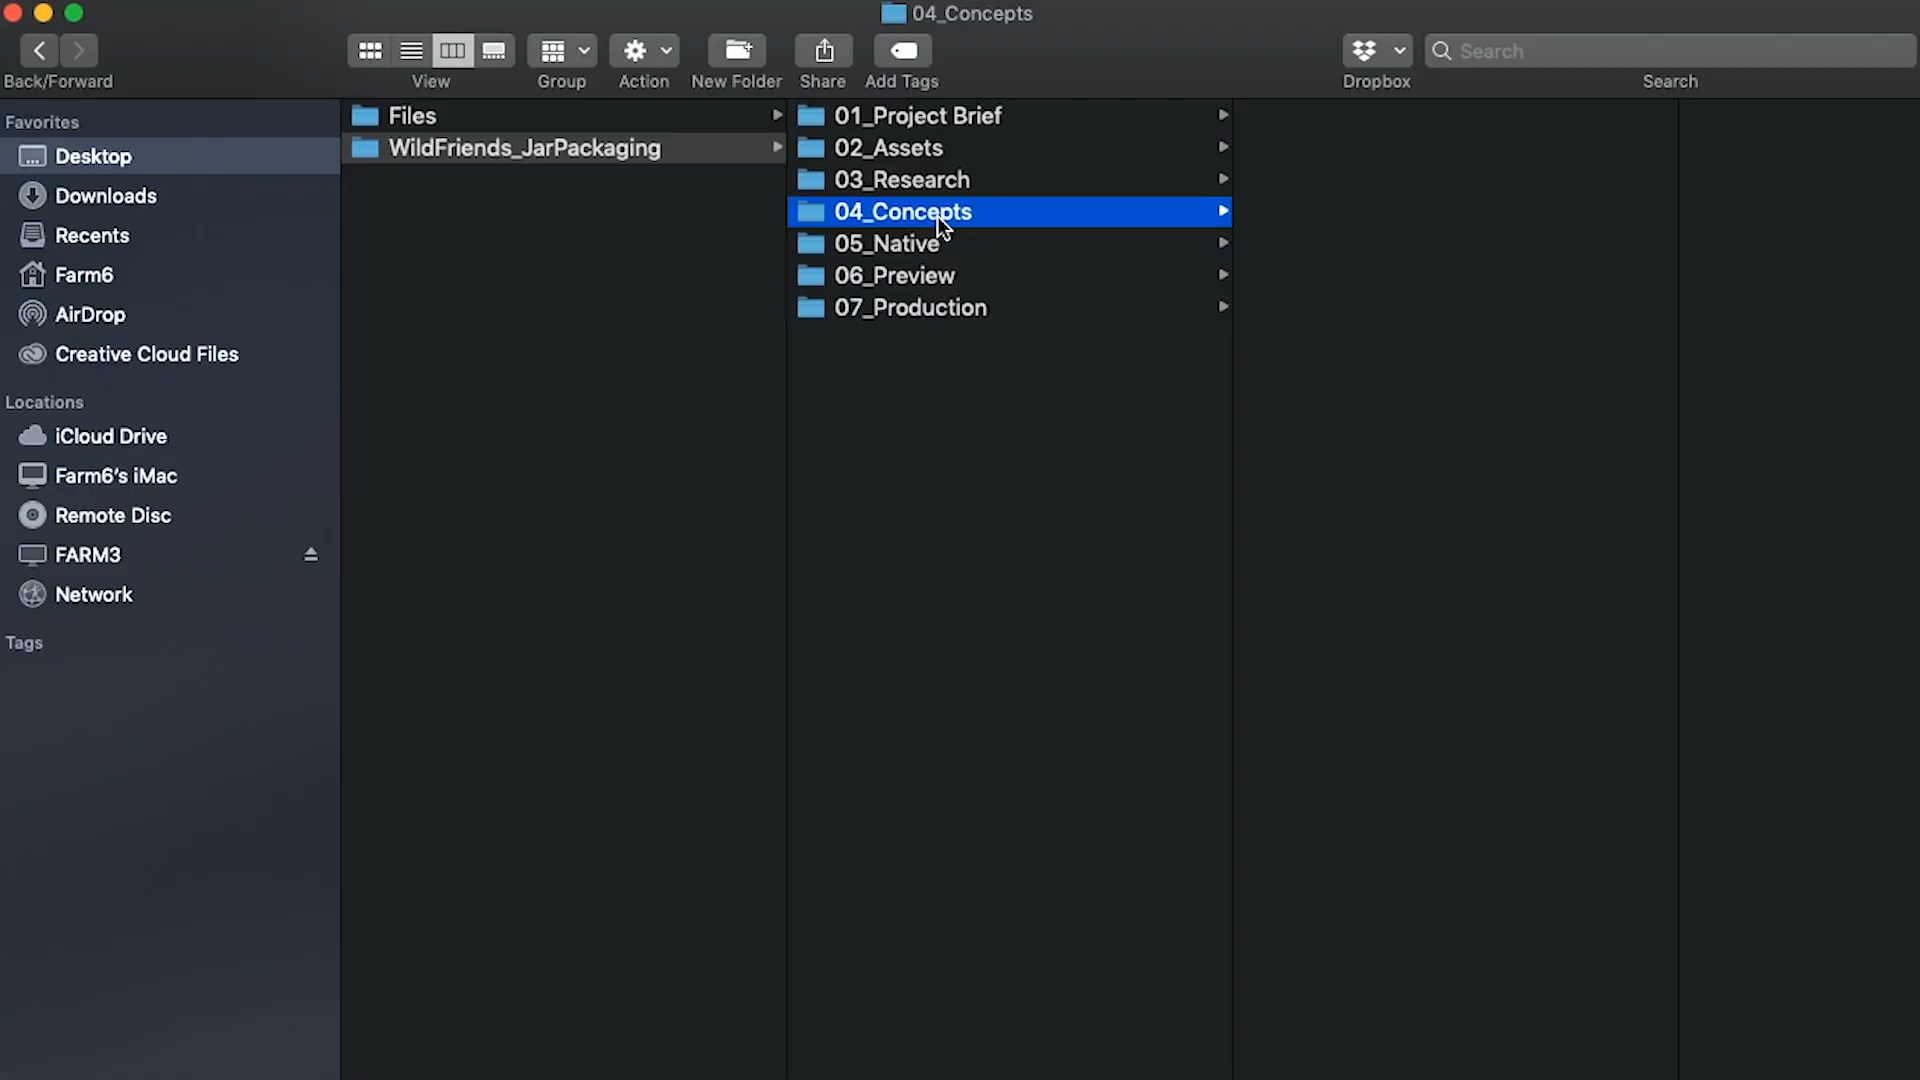 04_Concepts
Back/Forward
View
Group
Action
New Folder
Share
Add Tags
Dropbox
Search
Search
Favorites
Desktop
Downloads
Recents
Farm6
AirDrop
Creative Cloud Files
Locations
iCloud Drive
Farm6's iMac
Remote Disc
FARM3
Network
Tags
Files
WildFriends_JarPackaging
01_Project Brief
02_Assets
03_Research
04_Concepts
05_Native
06_Preview
07_Production